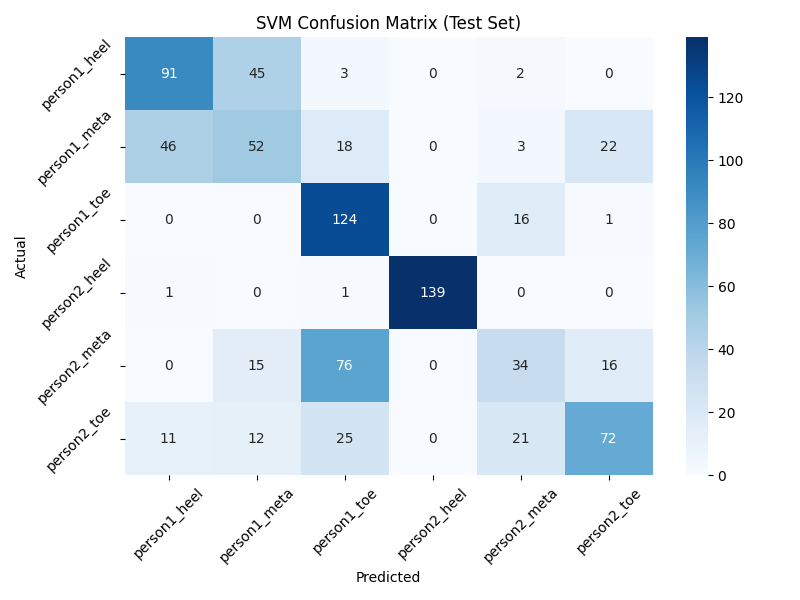 SVM Confusion Matrix (Test Set)
person1_heel 91 45 3 0 2 0
person1_meta 46 52 18 0 3 22
person1_toe 0 0 124 0 16 1
person2_heel 1 0 1 139 0 0
person2_meta 0 15 76 0 34 16
person2_toe 11 12 25 0 21 72
person1_heel person1_meta person1_toe person2_heel person2_meta person2_toe
Predicted
Actual
120
100
80
60
40
20
0